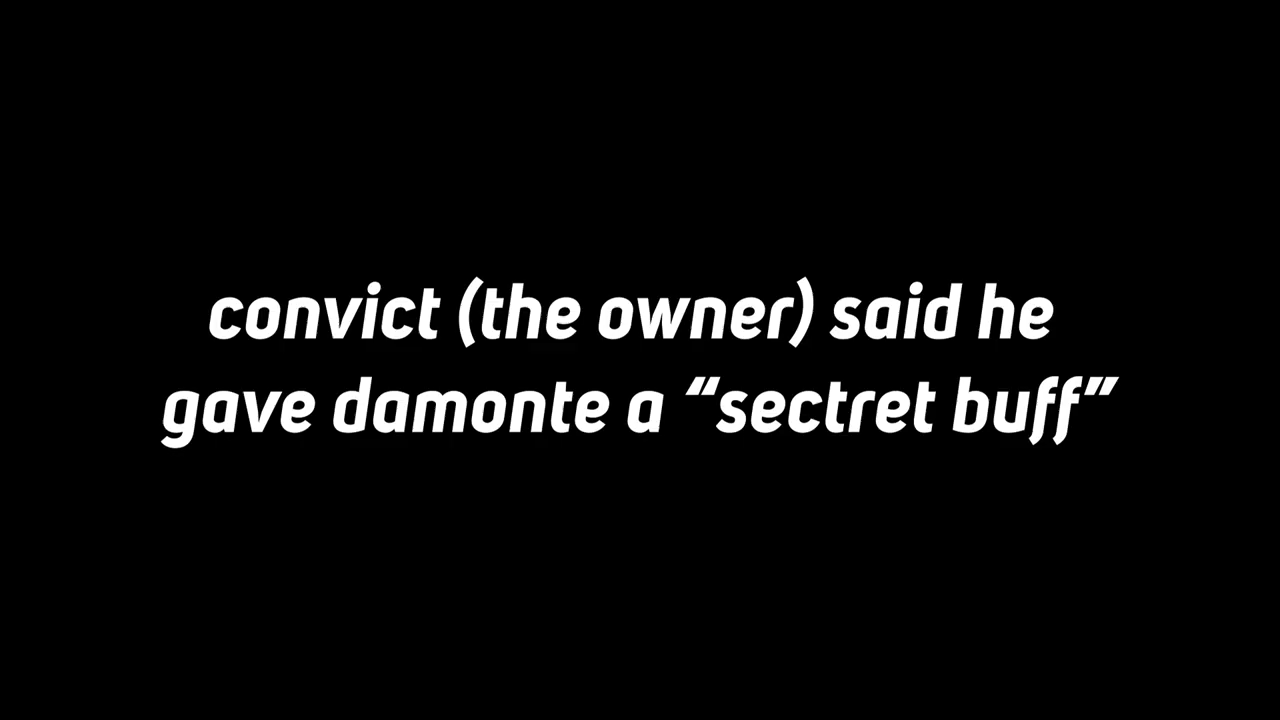 convict (the owner) said he
gave damonte a “sectret buff”